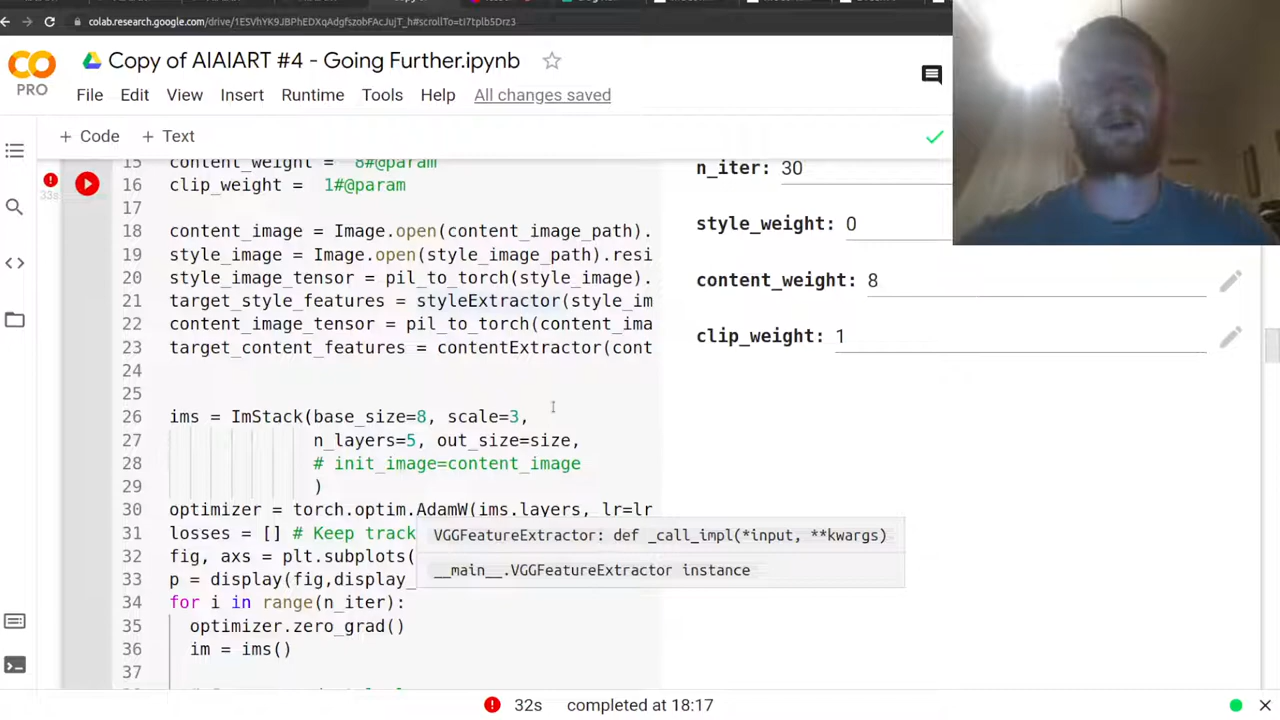 colab.research.google.com/drive/1E5VhYK9JBPhEDXqAdgfszobFAcJujT_h#scrollTo=tI7tplb5Drz3
PRO
Copy of AIAIART #4 - Going Further.ipynb
File Edit View Insert Runtime Tools Help All changes saved
+ Code + Text
33s
15 content_weight = 8#@param
16 clip_weight = 1#@param
17
18 content_image = Image.open(content_image_path).
19 style_image = Image.open(style_image_path).resi
20 style_image_tensor = pil_to_torch(style_image).
21 target_style_features = styleExtractor(style_im
22 content_image_tensor = pil_to_torch(content_ima
23 target_content_features = contentExtractor(cont
24
25
26 ims = ImStack(base_size=8, scale=3,
27 n_layers=5, out_size=size,
28 # init_image=content_image
29 )
30 optimizer = torch.optim.AdamW(ims.layers, lr=lr
31 losses = [] # Keep track
32 fig, axs = plt.subplots(
33 p = display(fig,display_
34 for i in range(n_iter):
35 optimizer.zero_grad()
36 im = ims()
37
VGGFeatureExtractor: def _call_impl(*input, **kwargs)
__main__.VGGFeatureExtractor instance
n_iter: 30
style_weight: 0
content_weight: 8
clip_weight: 1
32s completed at 18:17